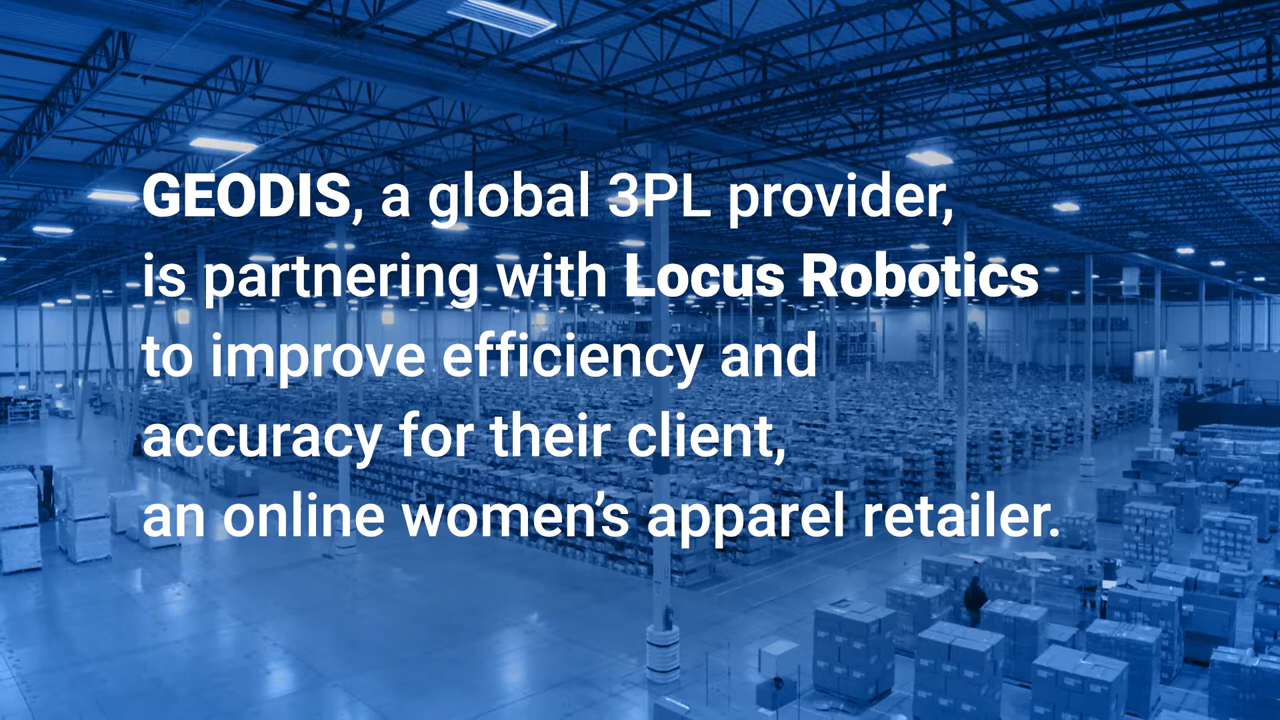 GEODIS, a global 3PL provider,
is partnering with Locus Robotics
to improve efficiency and
accuracy for their client,
an online women’s apparel retailer.